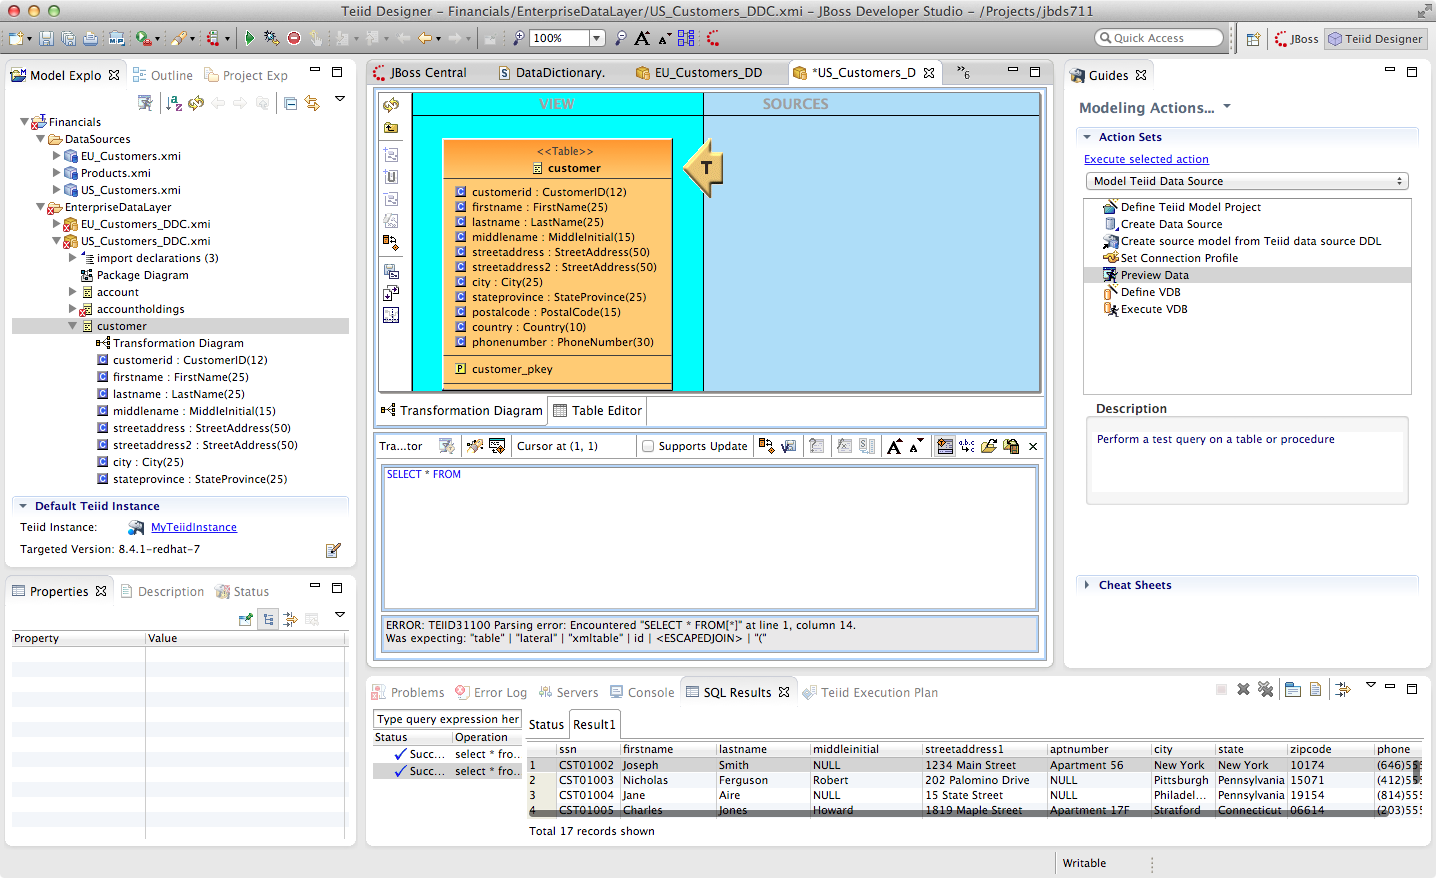 Teiid Designer – Financials/EnterpriseDataLayer/US_Customers_DDC.xmi – JBoss Developer Studio – /Projects/jbds711
100%
Quick Access
JBoss
Teiid Designer
Model Explo
Outline
Project Exp
Financials
DataSources
EU_Customers.xmi
Products.xmi
US_Customers.xmi
EnterpriseDataLayer
EU_Customers_DDC.xmi
US_Customers_DDC.xmi
import declarations (3)
Package Diagram
account
accountholdings
customer
Transformation Diagram
customerid : CustomerID(12)
firstname : FirstName(25)
lastname : LastName(25)
middlename : MiddleInitial(15)
streetaddress : StreetAddress(50)
streetaddress2 : StreetAddress(50)
city : City(25)
stateprovince : StateProvince(25)
Default Teiid Instance
Teiid Instance:
MyTeiidInstance
Targeted Version: 8.4.1-redhat-7
Properties
Description
Status
Property
Value
JBoss Central
DataDictionary.
EU_Customers_DD
*US_Customers_D
»6
VIEW
SOURCES
<<Table>>
customer
T
customerid : CustomerID(12)
firstname : FirstName(25)
lastname : LastName(25)
middlename : MiddleInitial(15)
streetaddress : StreetAddress(50)
streetaddress2 : StreetAddress(50)
city : City(25)
stateprovince : StateProvince(25)
postalcode : PostalCode(15)
country : Country(10)
phonenumber : PhoneNumber(30)
customer_pkey
Transformation Diagram
Table Editor
Tra...tor
Cursor at (1, 1)
Supports Update
SELECT * FROM
ERROR: TEIID31100 Parsing error: Encountered "SELECT * FROM[*]" at line 1, column 14.
Was expecting: "table" | "lateral" | "xmltable" | id | <ESCAPEDJOIN> | "("
Guides
Modeling Actions...
Action Sets
Execute selected action
Model Teiid Data Source
Define Teiid Model Project
Create Data Source
Create source model from Teiid data source DDL
Set Connection Profile
Preview Data
Define VDB
Execute VDB
Description
Perform a test query on a table or procedure
Cheat Sheets
Problems
Error Log
Servers
Console
SQL Results
Teiid Execution Plan
Type query expression her
Status Operation
Succ... select * fro..
Succ... select * fro..
Status
Result1
ssn firstname lastname middleinitial streetaddress1 aptnumber city state zipcode phone
1 CST01002 Joseph Smith NULL 1234 Main Street Apartment 56 New York New York 10174 (646)555
2 CST01003 Nicholas Ferguson Robert 202 Palomino Drive NULL Pittsburgh Pennsylvania 15071 (412)555
3 CST01004 Jane Aire NULL 15 State Street NULL Philadel... Pennsylvania 19154 (814)555
4 CST01005 Charles Jones Howard 1819 Maple Street Apartment 17F Stratford Connecticut 06614 (203)555
Total 17 records shown
Writable